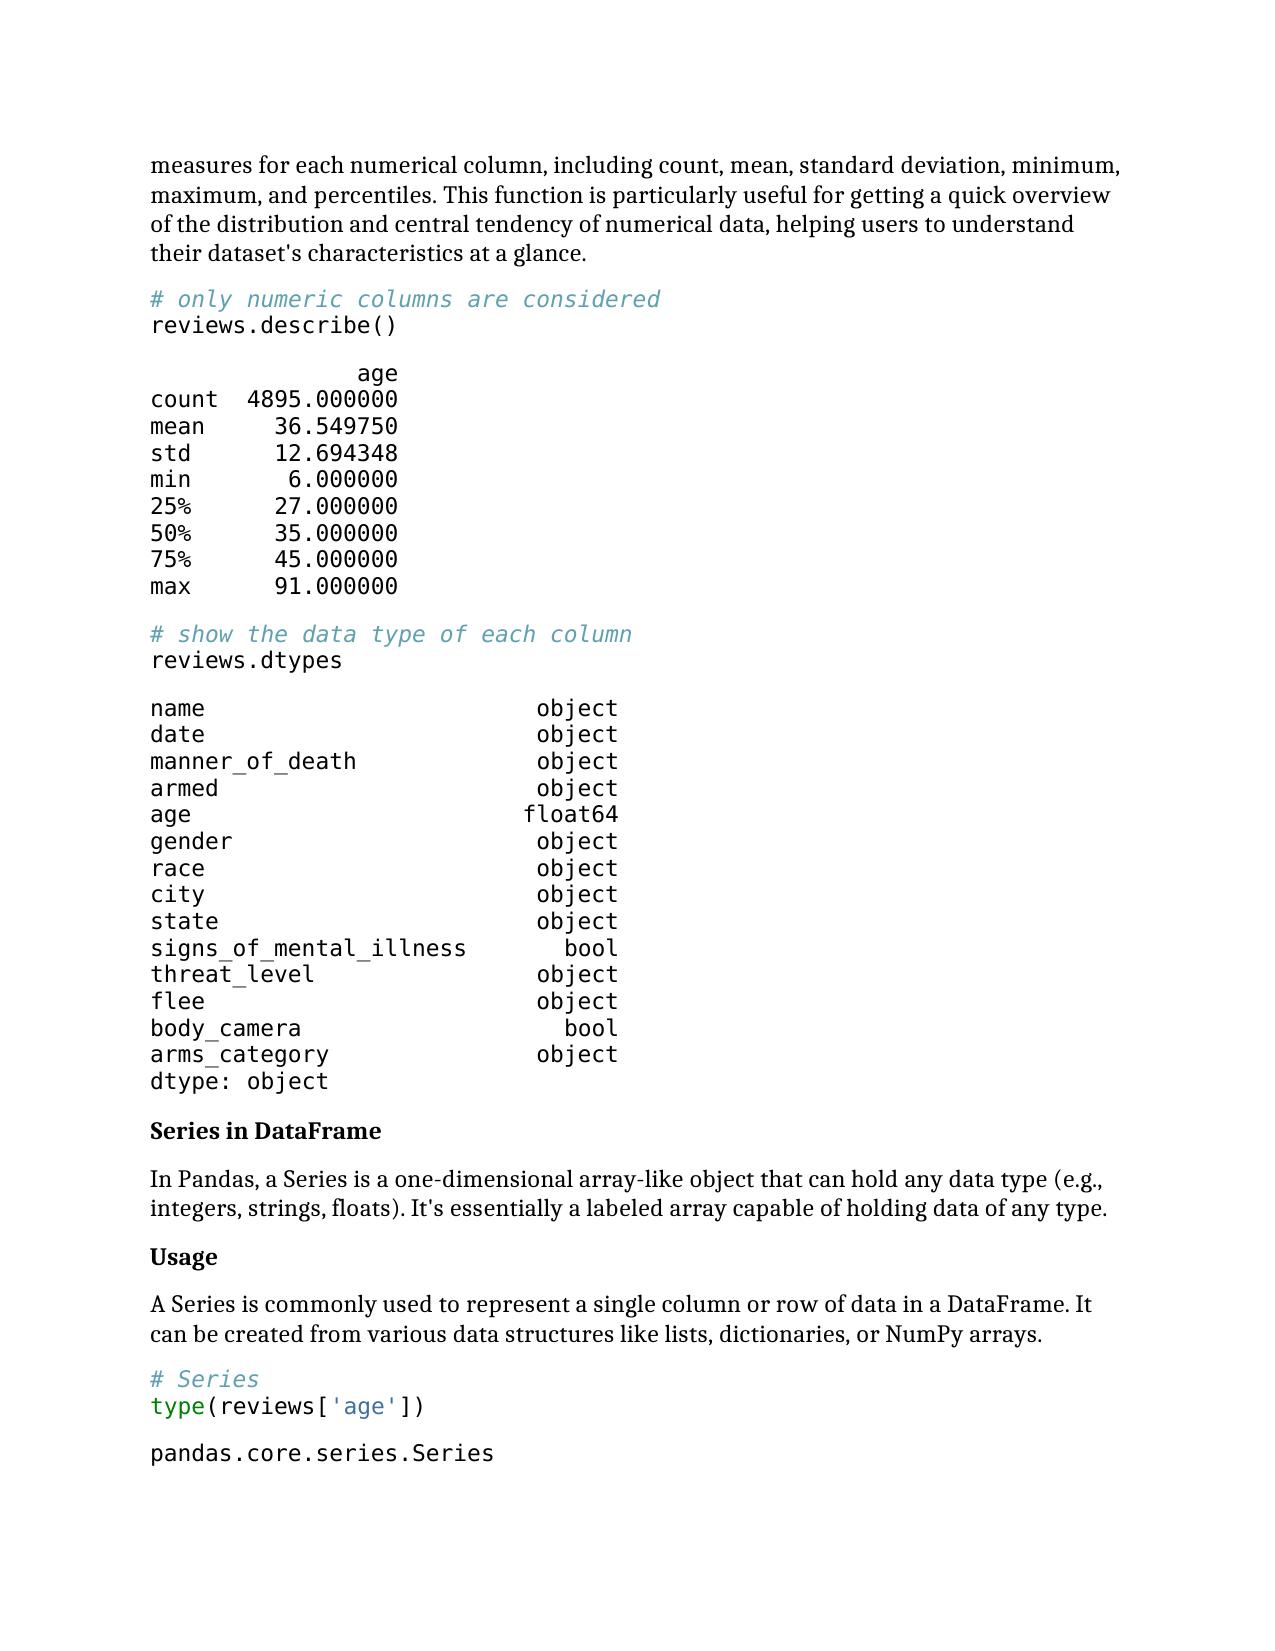 measures for each numerical column, including count, mean, standard deviation, minimum,
maximum, and percentiles. This function is particularly useful for getting a quick overview
of the distribution and central tendency of numerical data, helping users to understand
their dataset's characteristics at a glance.
# only numeric columns are considered
reviews.describe()
age
count  4895.000000
mean     36.549750
std      12.694348
min       6.000000
25%      27.000000
50%      35.000000
75%      45.000000
max      91.000000
# show the data type of each column
reviews.dtypes
name                        object
date                        object
manner_of_death             object
armed                       object
age                        float64
gender                      object
race                        object
city                        object
state                       object
signs_of_mental_illness       bool
threat_level                object
flee                        object
body_camera                   bool
arms_category               object
dtype: object
Series in DataFrame
In Pandas, a Series is a one-dimensional array-like object that can hold any data type (e.g.,
integers, strings, floats). It's essentially a labeled array capable of holding data of any type.
Usage
A Series is commonly used to represent a single column or row of data in a DataFrame. It
can be created from various data structures like lists, dictionaries, or NumPy arrays.
# Series
type(reviews['age'])
pandas.core.series.Series